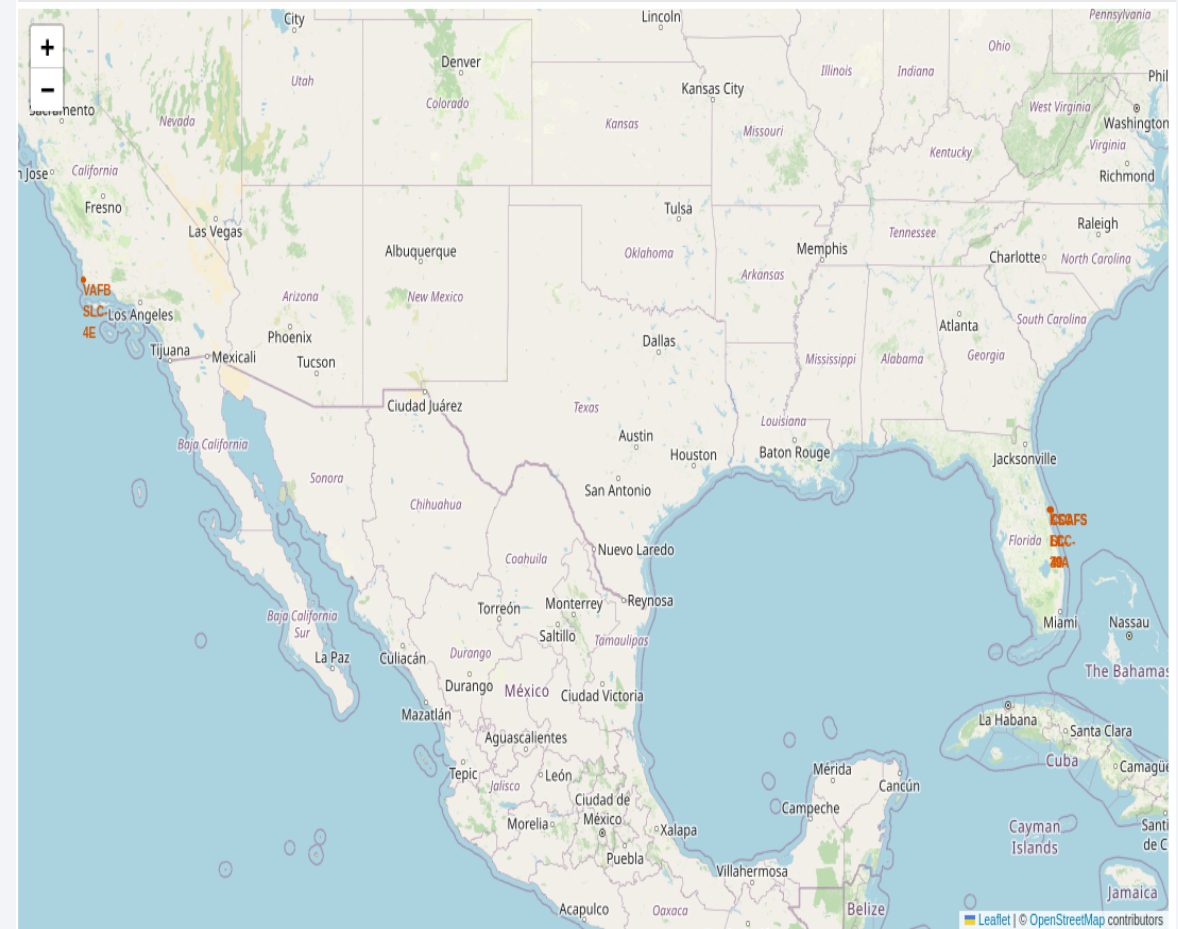 City
Lincoln
Pennsylvania
+
Ohio
Denver
Illinois
Indiana
Utah
Phil
−
Kansas City
Colorado
Sacramento
West Virginia
Nevada
Kansas
Washington
Missouri
Virginia
Kentucky
California
n Jose
Richmond
Fresno
Tulsa
Raleigh
Las Vegas
Tennessee
Albuquerque
Oklahoma
Memphis
Charlotte
North Carolina
Arkansas
VAFB
SLC-
4E
Arizona
New Mexico
Los Angeles
South Carolina
Atlanta
Phoenix
Dallas
Tijuana
Mexicali
Tucson
Mississippi
Alabama
Georgia
Ciudad Juárez
Texas
Louisiana
Austin
Baja California
Houston
Baton Rouge
Jacksonville
Sonora
San Antonio
Chihuahua
Florida
Nuevo Laredo
Coahuila
Reynosa
Torreón
Monterrey
Baja California
Sur
Miami
Nassau
Saltillo
Tamaulipas
La Paz
Culiacán
Durango
The Bahamas
Durango
México
Ciudad Victoria
Mazatlán
La Habana
Santa Clara
Aguascalientes
Cuba
Camagüe
Tepic
León
Mérida
Cancún
Jalisco
Ciudad de
México
Campeche
Morelia
Xalapa
Cayman
Islands
Santi
de C
Puebla
Villahermosa
Jamaica
Acapulco
Oaxaca
Belize
Leaflet | © OpenStreetMap contributors